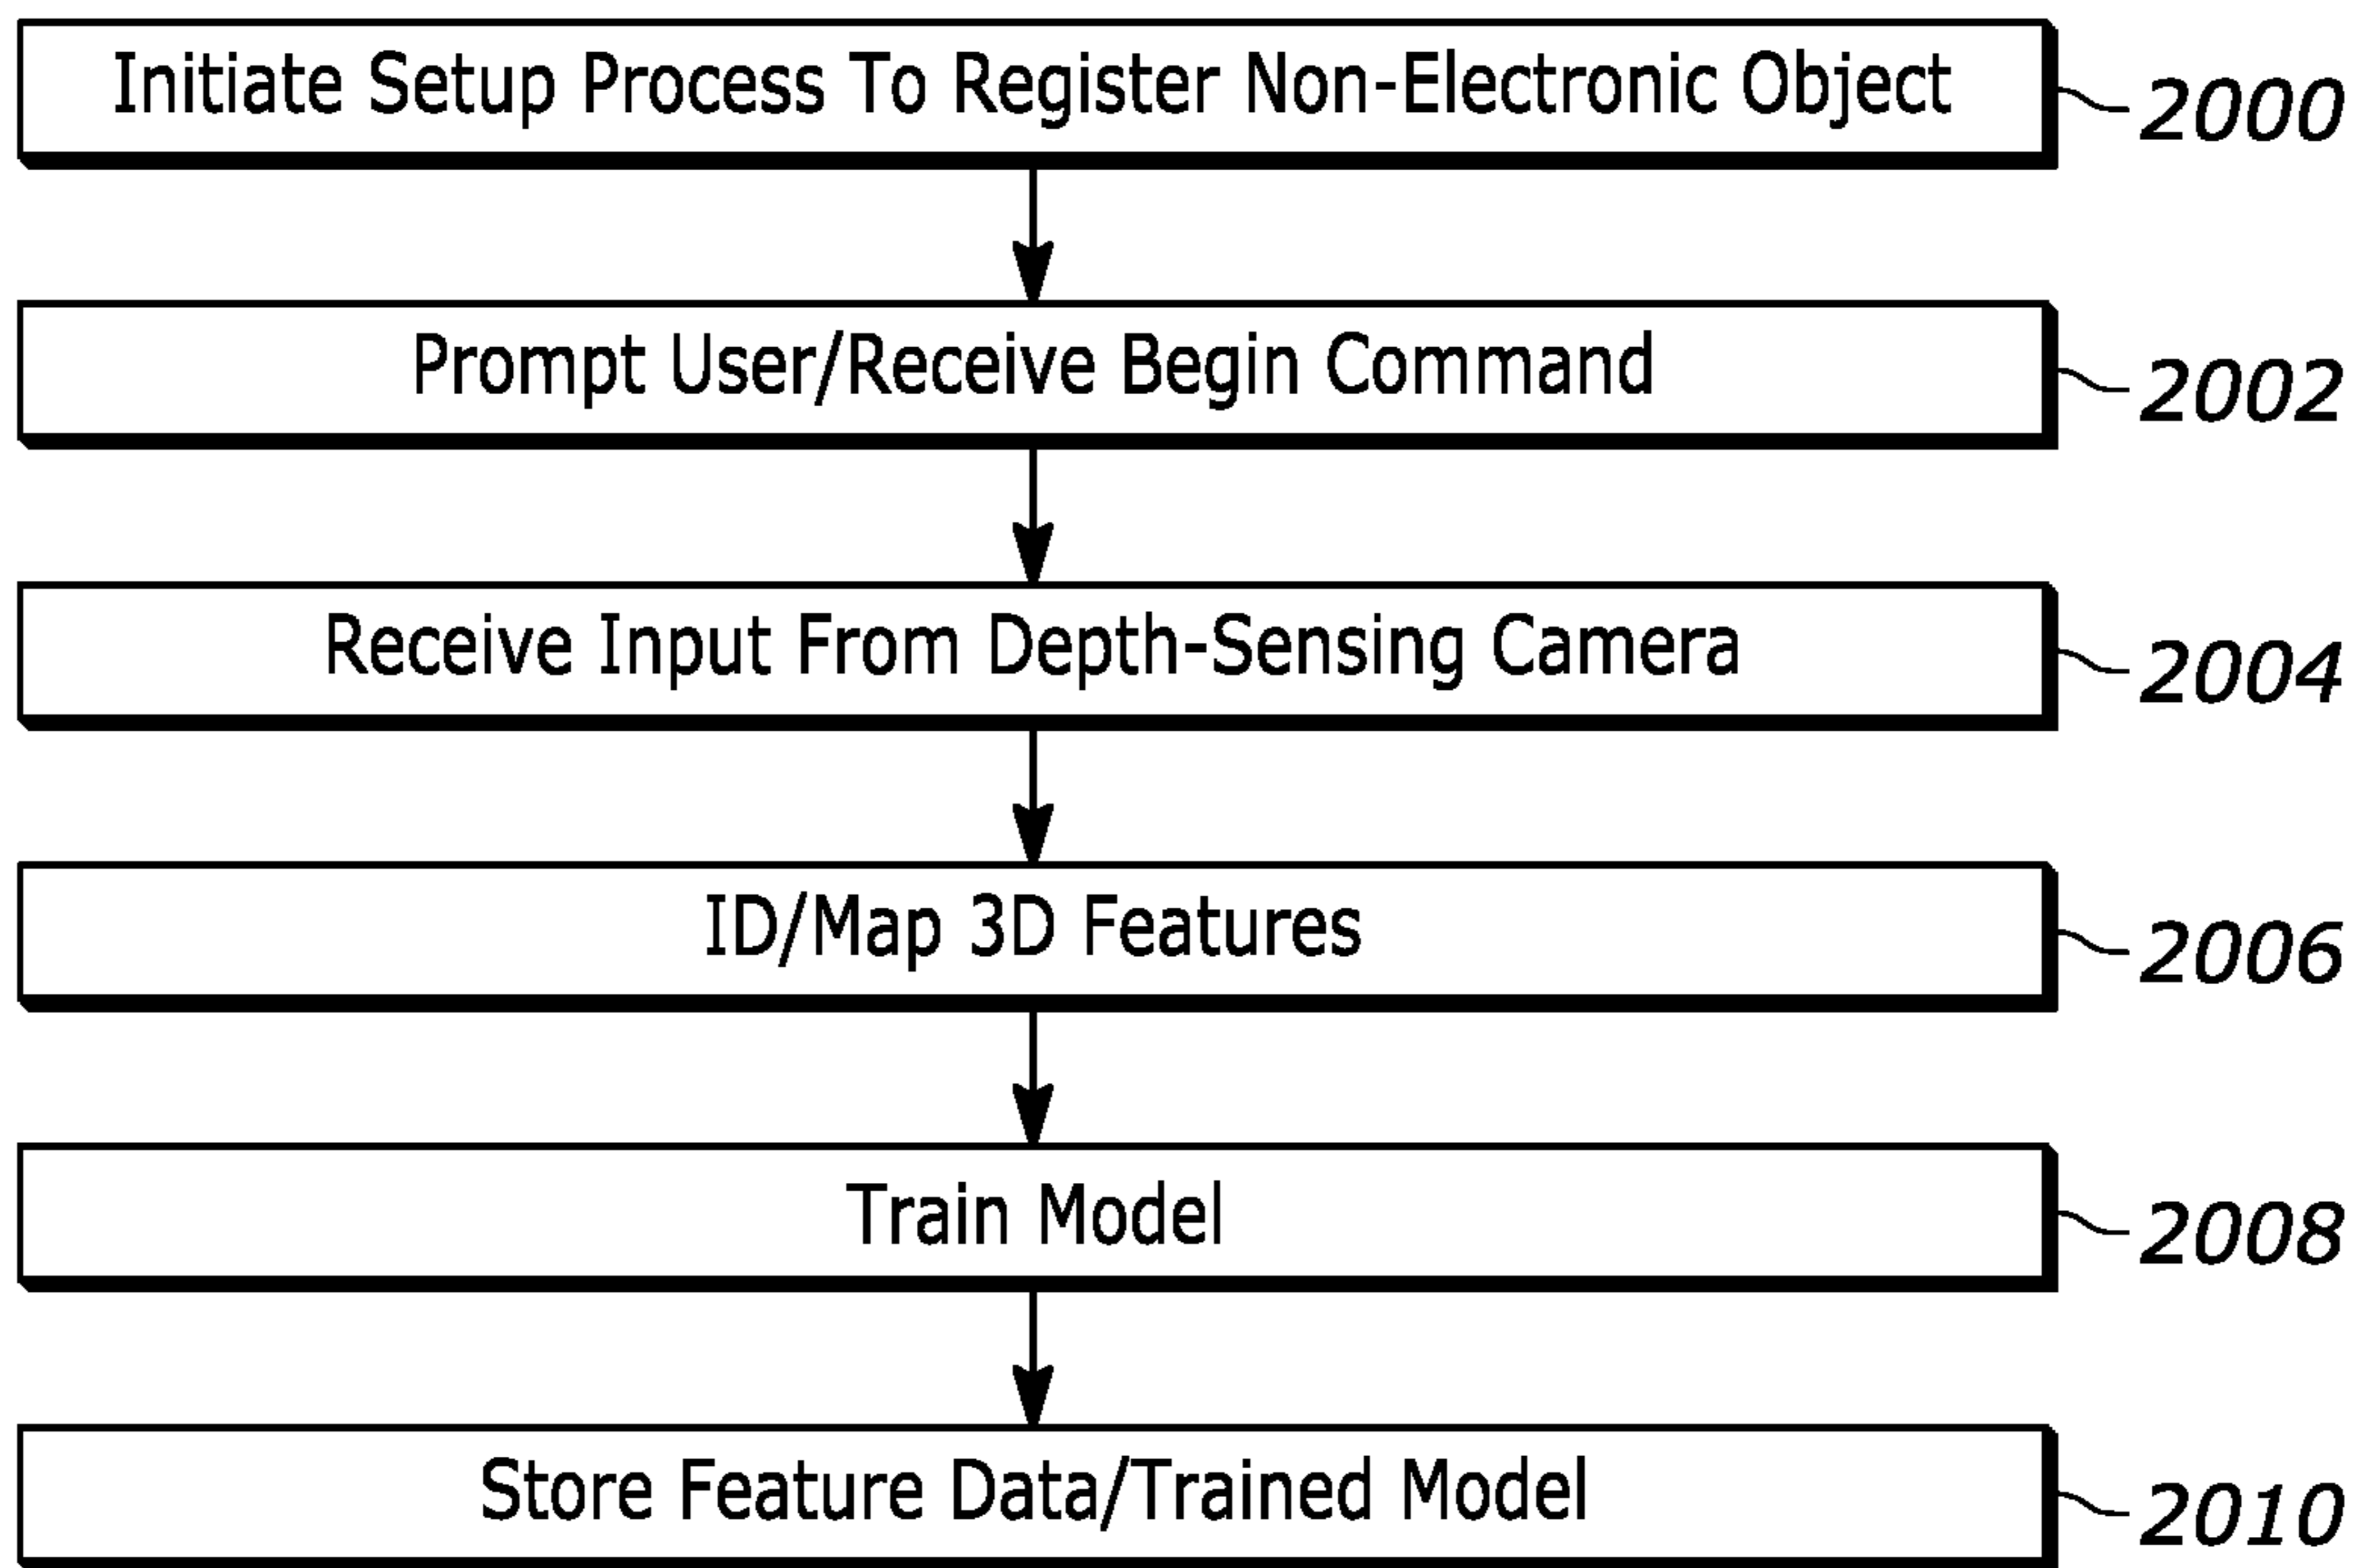 Initiate Setup Process To Register Non-Electronic Object 2000
Prompt User/Receive Begin Command 2002
Receive Input From Depth-Sensing Camera 2004
ID/Map 3D Features 2006
Train Model 2008
Store Feature Data/Trained Model 2010